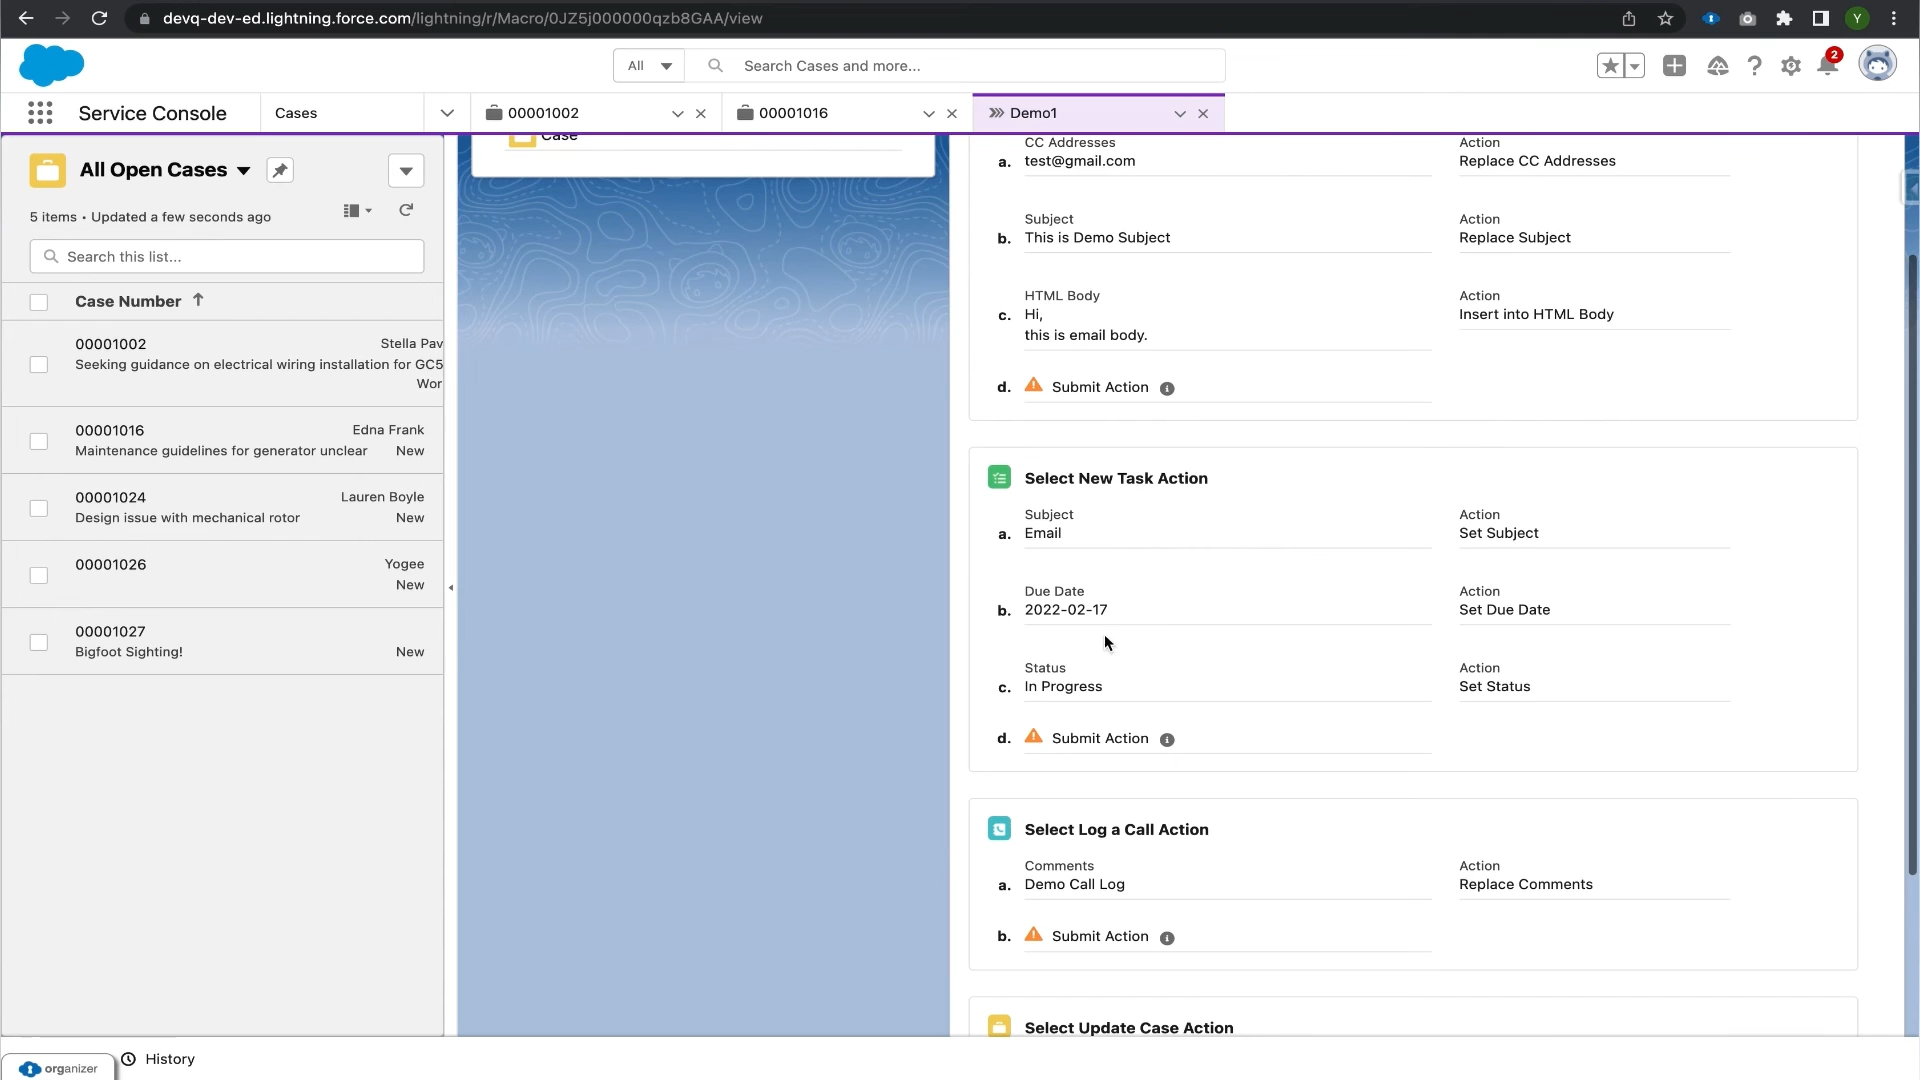 devq-dev-ed.lightning.force.com/lightning/r/Macro/0JZ5j000000qzb8GAA/view
Y
All
Search Cases and more...
2
Service Console
Cases
00001002
00001016
Demo1
All Open Cases
5 items • Updated a few seconds ago
Search this list...
Case Number
00001002
Stella Pav
Seeking guidance on electrical wiring installation for GC5
Wor
00001016
Edna Frank
Maintenance guidelines for generator unclear
New
00001024
Lauren Boyle
Design issue with mechanical rotor
New
00001026
Yogee
New
00001027
Bigfoot Sighting!
New
Case
CC Addresses
Action
a. test@gmail.com
Replace CC Addresses
Subject
Action
b. This is Demo Subject
Replace Subject
HTML Body
Action
c. Hi,
Insert into HTML Body
this is email body.
d. Submit Action
Select New Task Action
Subject
Action
a. Email
Set Subject
Due Date
Action
b. 2022-02-17
Set Due Date
Status
Action
c. In Progress
Set Status
d. Submit Action
Select Log a Call Action
Comments
Action
a. Demo Call Log
Replace Comments
b. Submit Action
Select Update Case Action
organizer
History